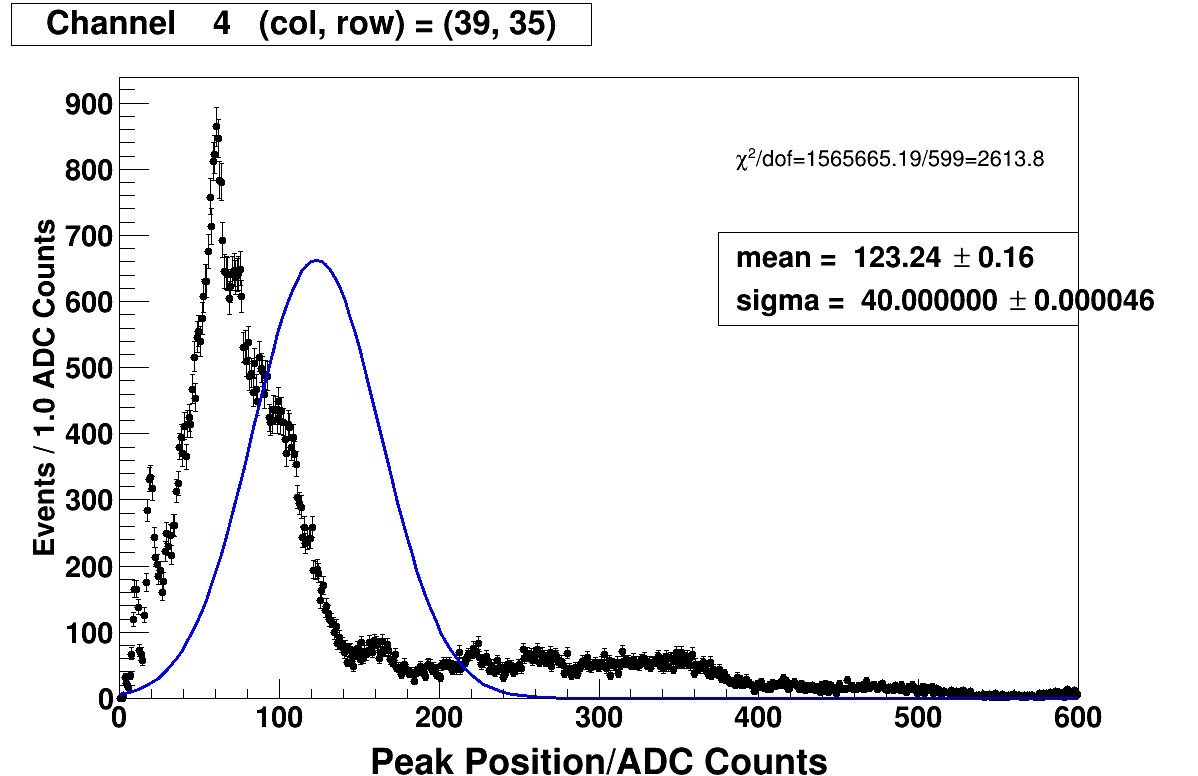 Channel 4 (col, row) = (39, 35)
900
800
700
600
500
400
300
200
100
0
Events / 1.0 ADC Counts
χ²/dof=1565665.19/599=2613.8
mean = 123.24 ± 0.16
sigma = 40.000000 ± 0.000046
0 100 200 300 400 500 600
Peak Position/ADC Counts